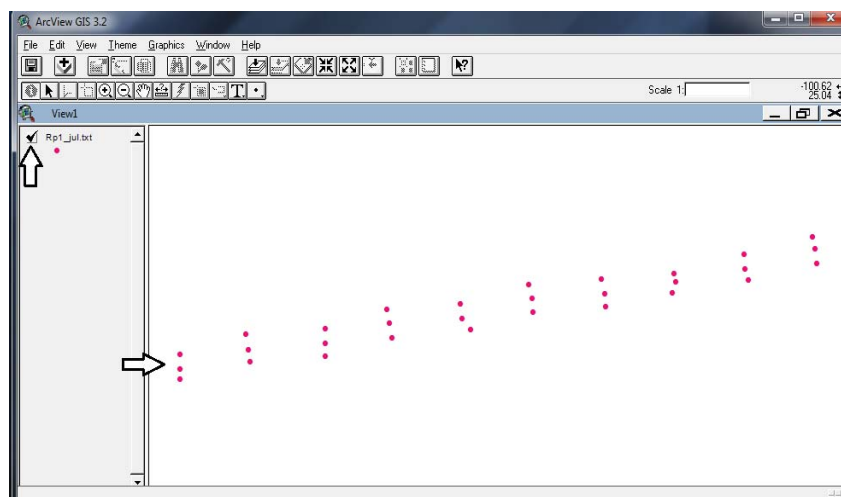 ArcView GIS 3.2
File Edit View Theme Graphics Window Help
Scale 1: -100.62
25.04
View1
Rp1_jul.txt